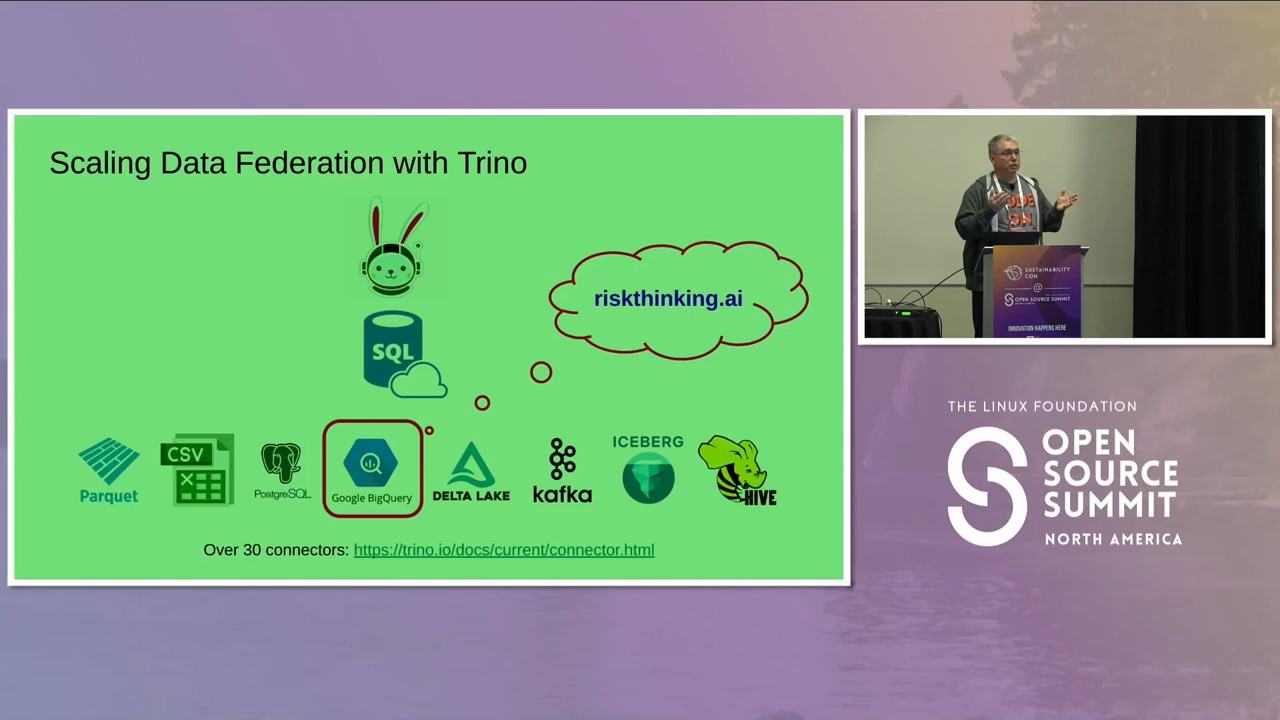 Scaling Data Federation with Trino
riskthinking.ai
SQL
Parquet
CSV
PostgreSQL
Google BigQuery
DELTA LAKE
kafka
ICEBERG
HIVE
Over 30 connectors: https://trino.io/docs/current/connector.html
SUSTAINABILITY
CON
@
OPEN SOURCE SUMMIT
NORTH AMERICA
INNOVATION HAPPENS HERE
THE LINUX FOUNDATION
OPEN
SOURCE
SUMMIT
NORTH AMERICA